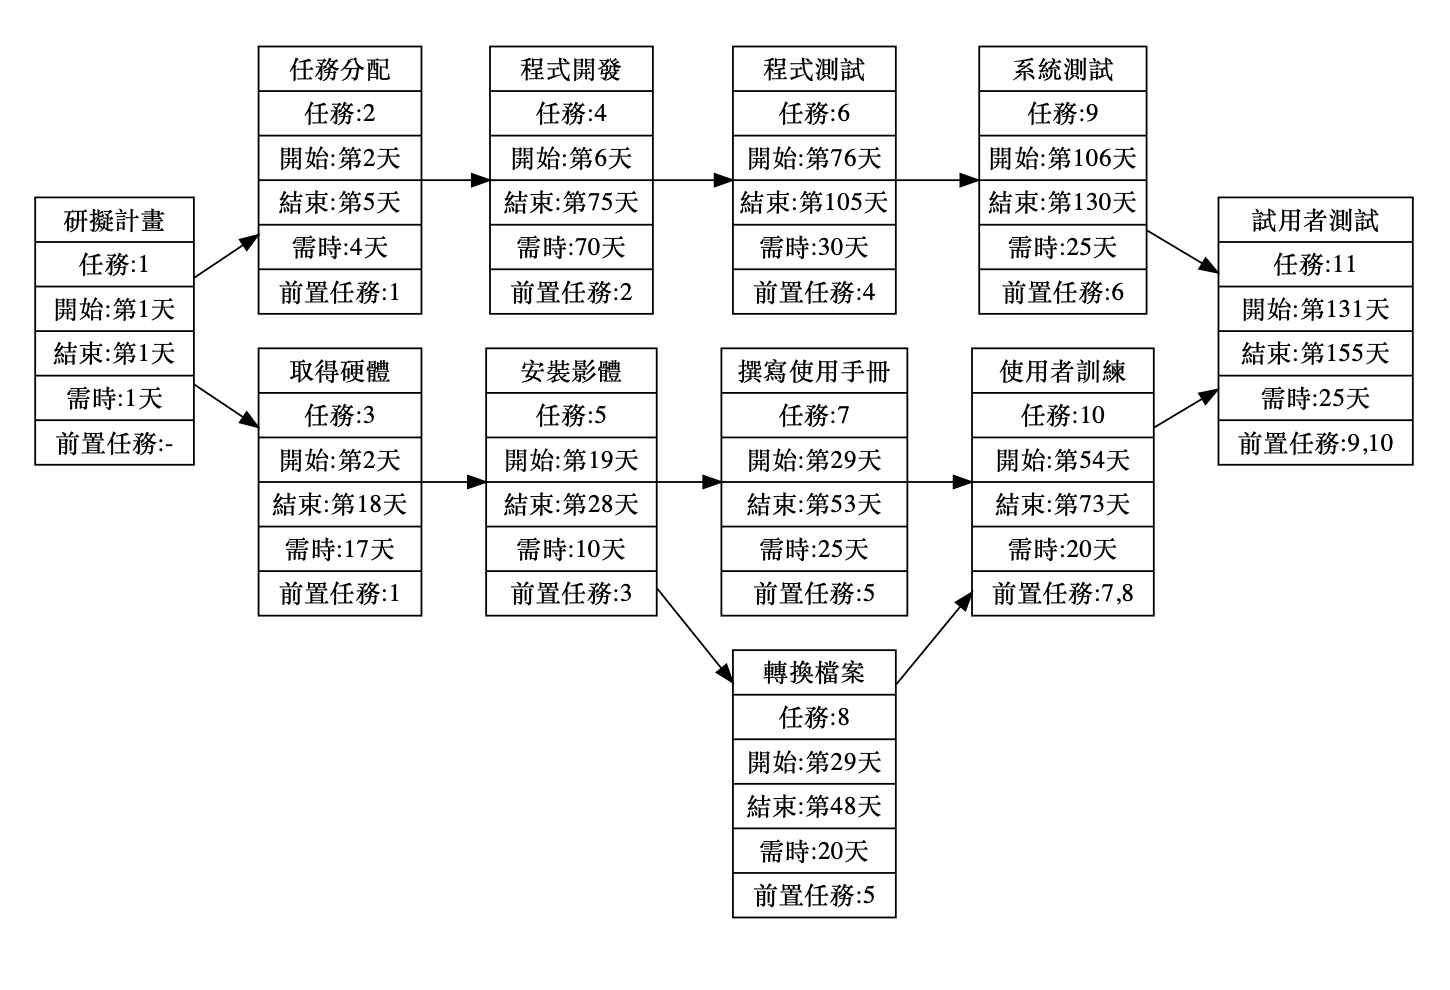 研擬計畫
任務:1
開始:第1天
結束:第1天
需時:1天
前置任務:-
任務分配
任務:2
開始:第2天
結束:第5天
需時:4天
前置任務:1
程式開發
任務:4
開始:第6天
結束:第75天
需時:70天
前置任務:2
程式測試
任務:6
開始:第76天
結束:第105天
需時:30天
前置任務:4
系統測試
任務:9
開始:第106天
結束:第130天
需時:25天
前置任務:6
取得硬體
任務:3
開始:第2天
結束:第18天
需時:17天
前置任務:1
安裝影體
任務:5
開始:第19天
結束:第28天
需時:10天
前置任務:3
撰寫使用手冊
任務:7
開始:第29天
結束:第53天
需時:25天
前置任務:5
使用者訓練
任務:10
開始:第54天
結束:第73天
需時:20天
前置任務:7,8
轉換檔案
任務:8
開始:第29天
結束:第48天
需時:20天
前置任務:5
試用者測試
任務:11
開始:第131天
結束:第155天
需時:25天
前置任務:9,10